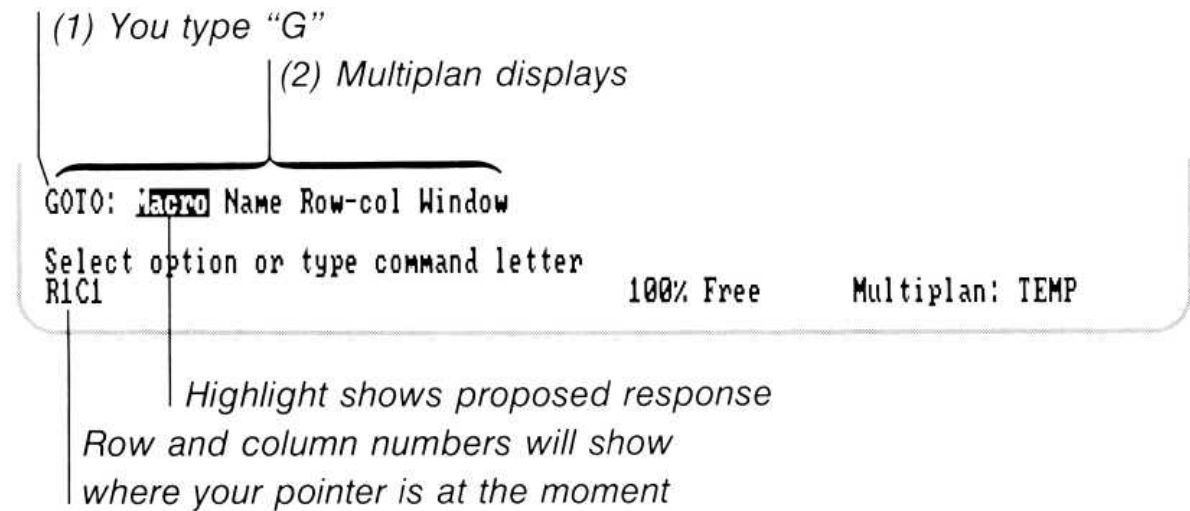 (1) You type “G”
(2) Multiplan displays
GOTO: Macro Name Row-col Window
Select option or type command letter
R1C1 100% Free Multiplan: TEMP
Highlight shows proposed response
Row and column numbers will show
where your pointer is at the moment